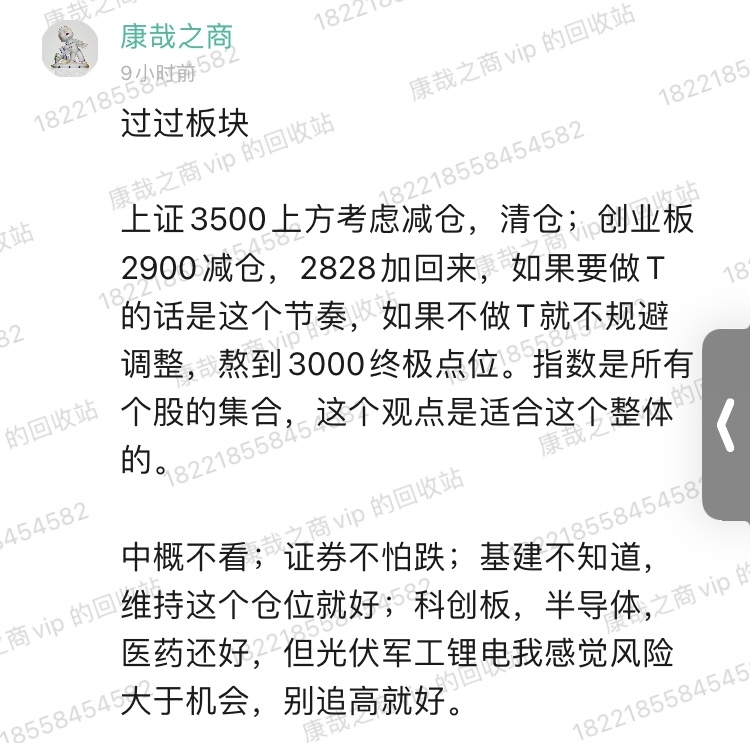 康哉之商
9小时前
过过板块
上证3500上方考虑减仓，清仓；创业板
2900减仓，2828加回来，如果要做T
的话是这个节奏，如果不做T就不规避
调整，熬到3000终极点位。指数是所有
个股的集合，这个观点是适合这个整体
的。
中概不看；证券不怕跌；基建不知道，
维持这个仓位就好；科创板，半导体，
医药还好，但光伏军工锂电我感觉风险
大于机会，别追高就好。
康哉之商vip 的回收站
182218558454582